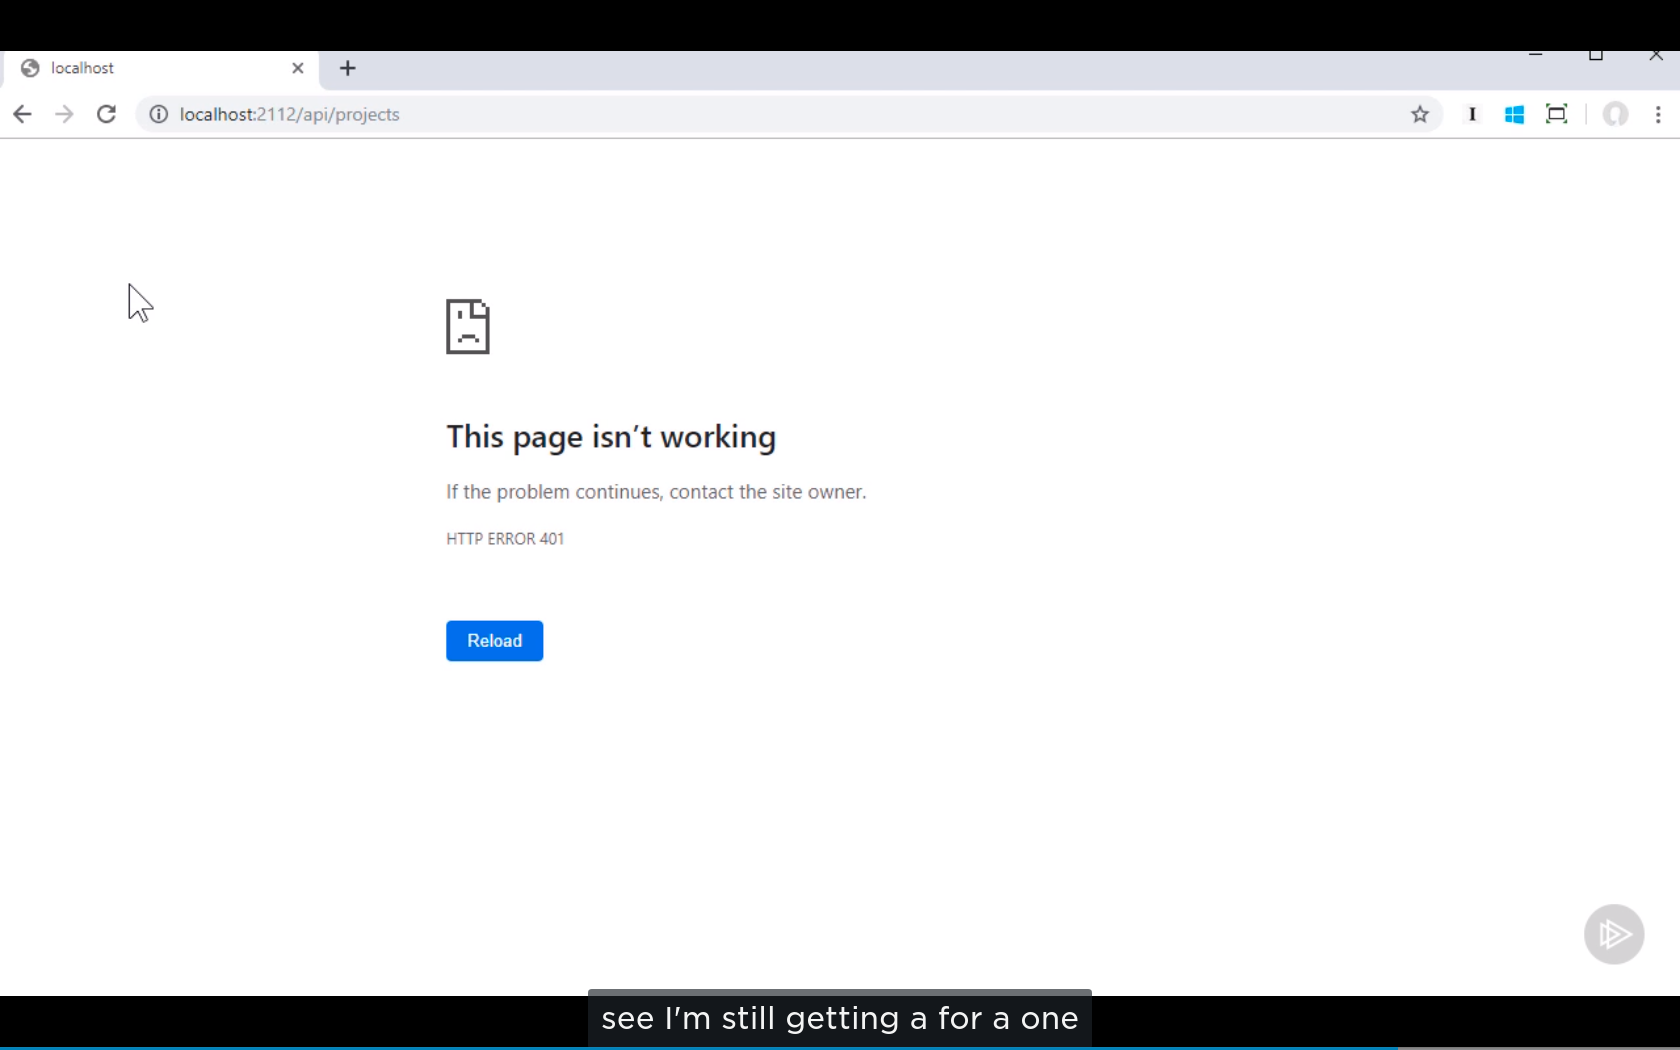 localhost
localhost:2112/api/projects
This page isn't working
If the problem continues, contact the site owner.
HTTP ERROR 401
Reload
see I'm still getting a for a one